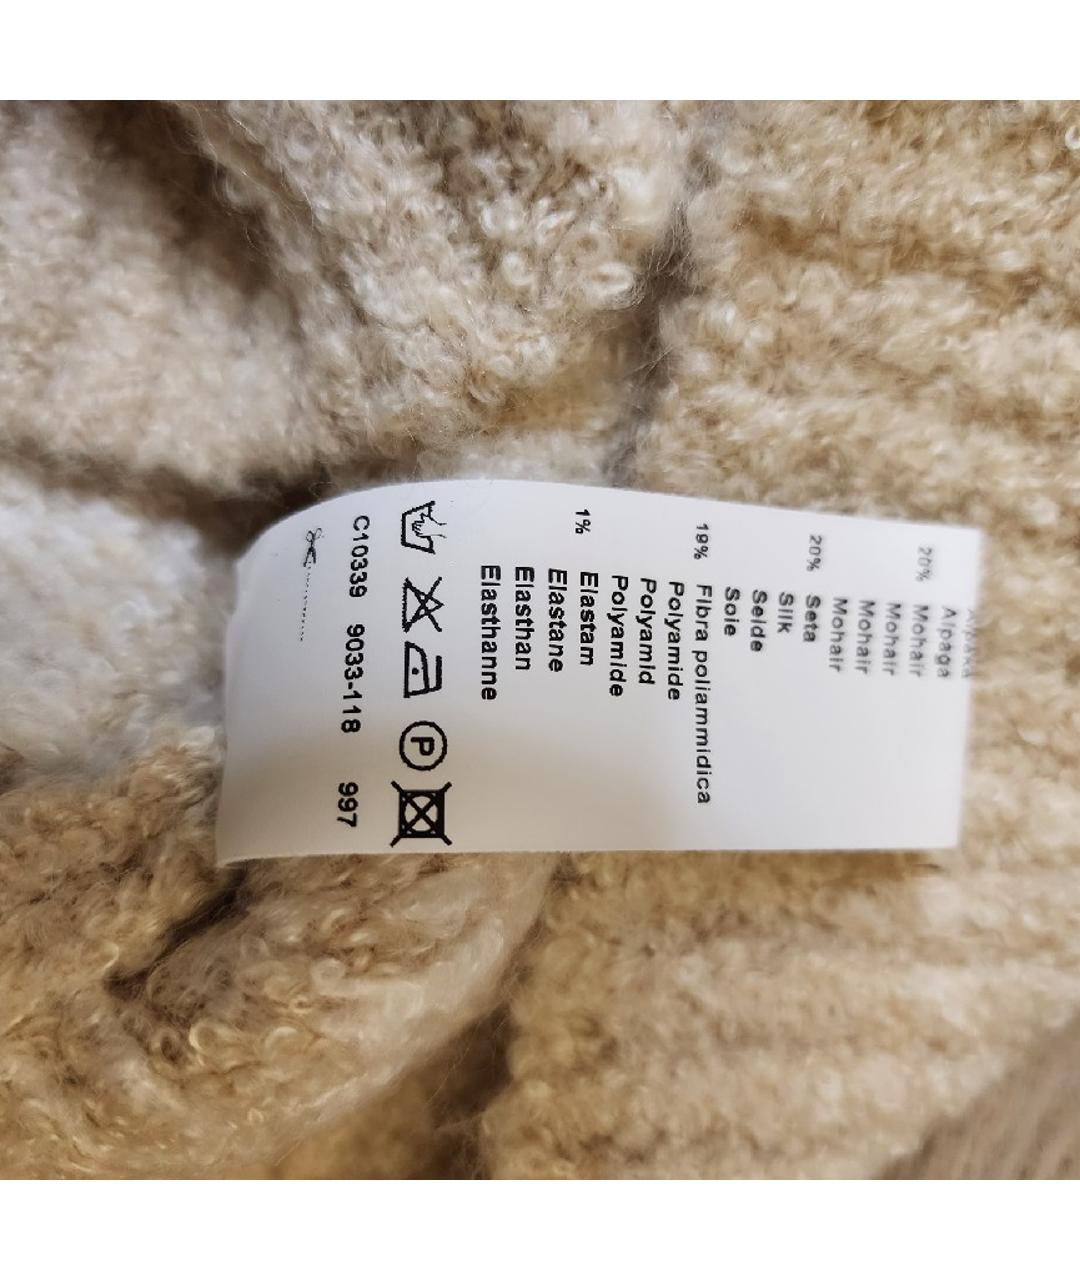 Alpaka
Alpaga
20% Mohair
Mohair
Mohair
Mohair
20% Seta
Silk
Seide
Soie
19% Fibra poliammidica
Polyamide
Polyamid
Polyamide
1% Elastam
Elastane
Elasthan
Elasthanne
P
C10339 9033-118 997